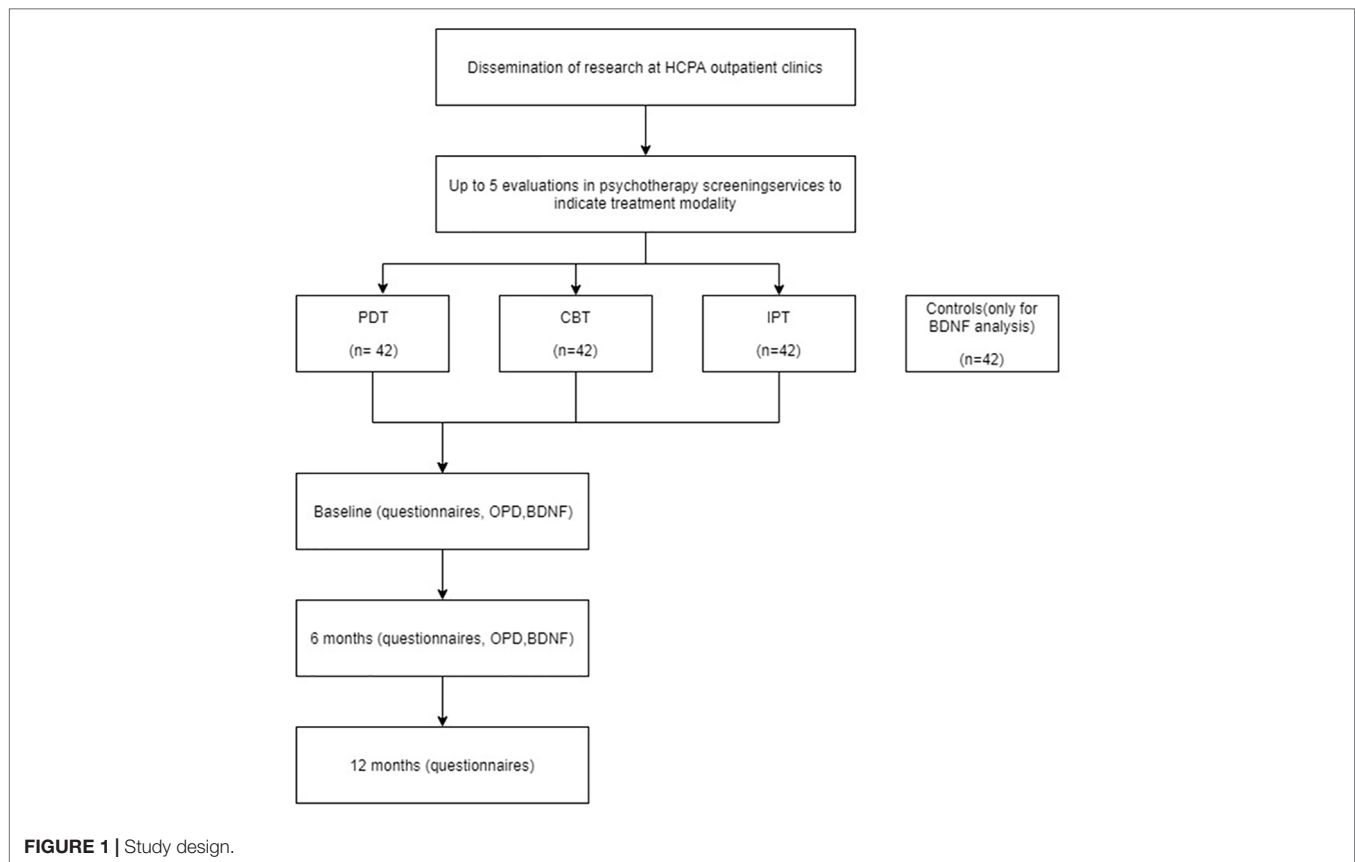 Dissemination of research at HCPA outpatient clinics
Up to 5 evaluations in psychotherapy screeningservices to
indicate treatment modality
PDT
(n= 42)
CBT
(n=42)
IPT
(n=42)
Controls(only for
BDNF analysis)
(n=42)
Baseline (questionnaires, OPD,BDNF)
6 months (questionnaires, OPD,BDNF)
12 months (questionnaires)
FIGURE 1 | Study design.